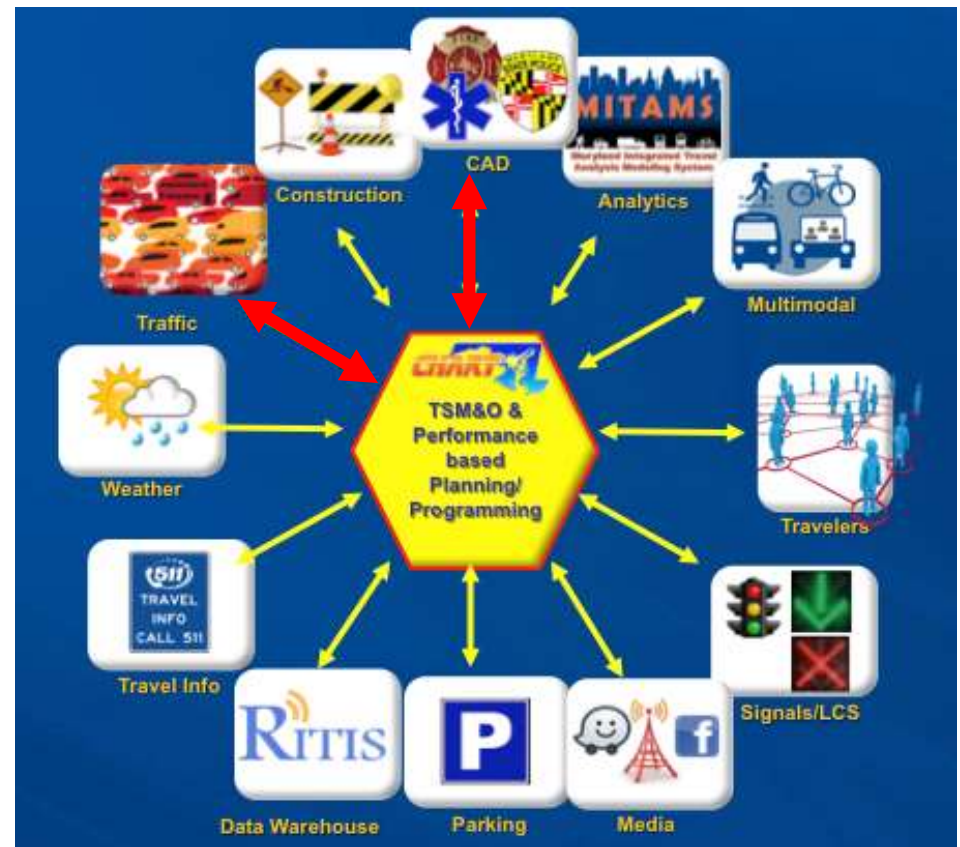 FIRE
CAD
MITAMS
Maryland Integrated Travel
Analysis Modeling System
Analytics
Construction
Multimodal
Traffic
CHART
TSM&O &
Performance
based
Planning/
Programming
Weather
Travelers
511
TRAVEL
INFO
CALL 511
Travel Info
Signals/LCS
RITIS
Data Warehouse
P
Parking
f
Media